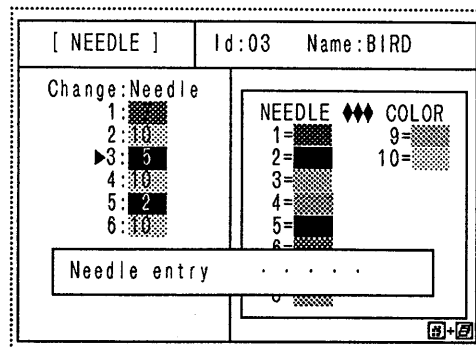 [ NEEDLE ]
Id:03 Name:BIRD
Change:Needle
1:
2:10
▶3: 5
4:10
5: 2
6:10
NEEDLE ♦♦♦ COLOR
1=
2=
3=
4=
5=
6=
9=
10=
Needle entry . . . . .